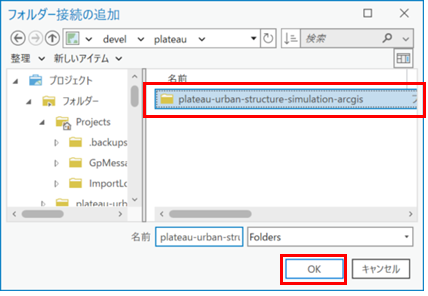 フォルダー接続の追加
devel ▸ plateau ▸
検索
整理 新しいアイテム
プロジェクト
フォルダー
Projects
.backups
GpMessa
ImportLo
plateau-urb
名前
plateau-urban-structure-simulation-arcgis
名前 plateau-urban-stru Folders
OK キャンセル